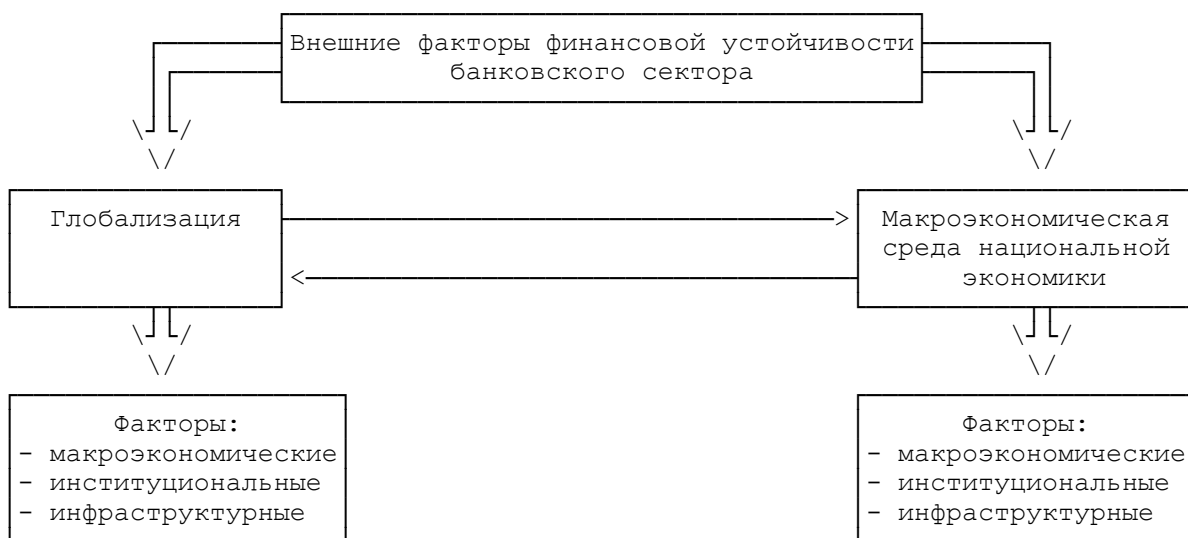 Внешние факторы финансовой устойчивости
банковского сектора
Глобализация
Макроэкономическая
среда национальной
экономики
Факторы:
- макроэкономические
- институциональные
- инфраструктурные
Факторы:
- макроэкономические
- институциональные
- инфраструктурные